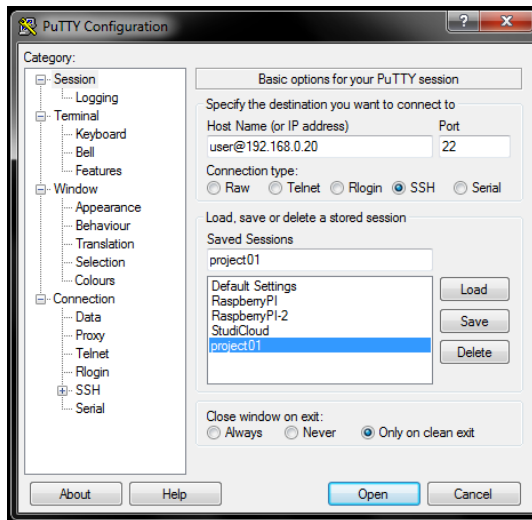 PuTTY Configuration
?
X
Category:
Session
Logging
Terminal
Keyboard
Bell
Features
Window
Appearance
Behaviour
Translation
Selection
Colours
Connection
Data
Proxy
Telnet
Rlogin
SSH
Serial
Basic options for your PuTTY session
Specify the destination you want to connect to
Host Name (or IP address) Port
user@192.168.0.20 22
Connection type:
Raw Telnet Rlogin SSH Serial
Load, save or delete a stored session
Saved Sessions
project01
Default Settings
RaspberryPI
RaspberryPI-2
StudiCloud
project01
Load
Save
Delete
Close window on exit:
Always Never Only on clean exit
About Help Open Cancel